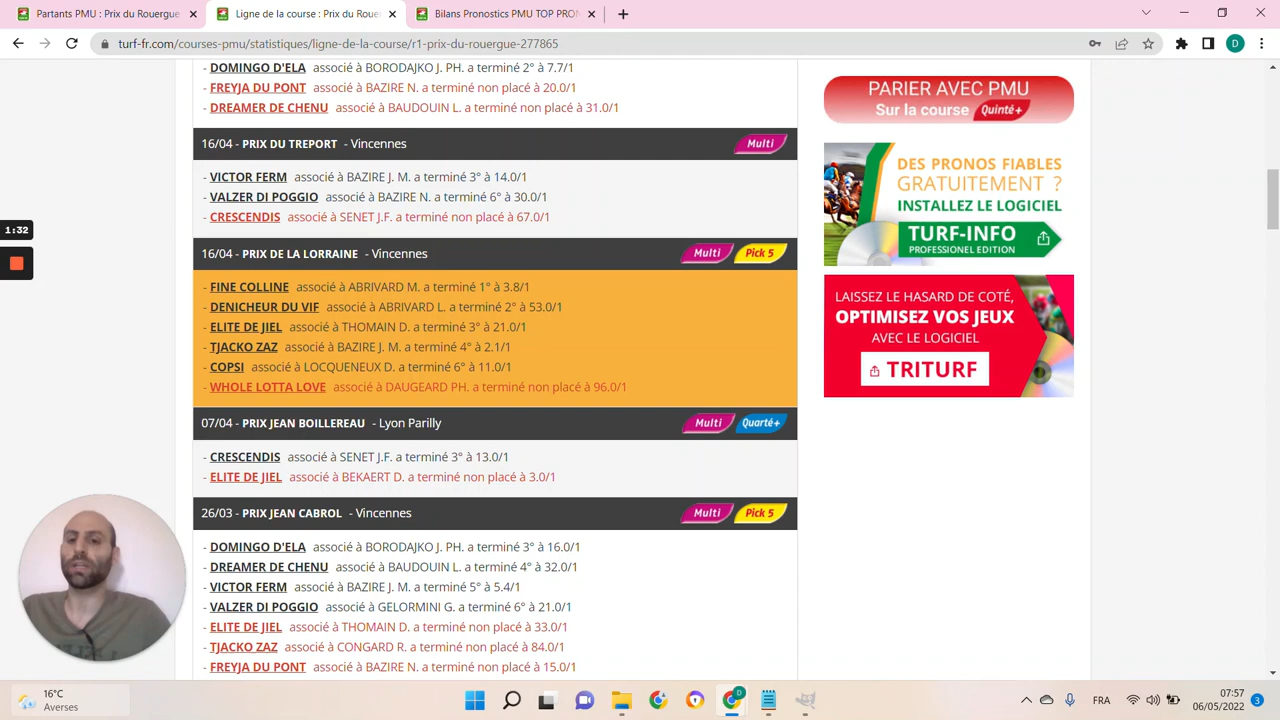 Partants PMU : Prix du Rouergue
Ligne de la course : Prix du Roue
Bilans Pronostics PMU TOP PRON
turf-fr.com/courses-pmu/statistiques/ligne-de-la-course/r1-prix-du-rouergue-277865
D
- DOMINGO D'ELA associé à BORODAJKO J. PH. a terminé 2° à 7.7/1
- FREYJA DU PONT associé à BAZIRE N. a terminé non placé à 20.0/1
- DREAMER DE CHENU associé à BAUDOUIN L. a terminé non placé à 31.0/1
16/04 - PRIX DU TREPORT - Vincennes Multi
- VICTOR FERM associé à BAZIRE J. M. a terminé 3° à 14.0/1
- VALZER DI POGGIO associé à BAZIRE N. a terminé 6° à 30.0/1
- CRESCENDIS associé à SENET J.F. a terminé non placé à 67.0/1
16/04 - PRIX DE LA LORRAINE - Vincennes Multi Pick 5
- FINE COLLINE associé à ABRIVARD M. a terminé 1° à 3.8/1
- DENICHEUR DU VIF associé à ABRIVARD L. a terminé 2° à 53.0/1
- ELITE DE JIEL associé à THOMAIN D. a terminé 3° à 21.0/1
- TJACKO ZAZ associé à BAZIRE J. M. a terminé 4° à 2.1/1
- COPSI associé à LOCQUENEUX D. a terminé 6° à 11.0/1
- WHOLE LOTTA LOVE associé à DAUGEARD PH. a terminé non placé à 96.0/1
07/04 - PRIX JEAN BOILLEREAU - Lyon Parilly Multi Quarté+
- CRESCENDIS associé à SENET J.F. a terminé 3° à 13.0/1
- ELITE DE JIEL associé à BEKAERT D. a terminé non placé à 3.0/1
26/03 - PRIX JEAN CABROL - Vincennes Multi Pick 5
- DOMINGO D'ELA associé à BORODAJKO J. PH. a terminé 3° à 16.0/1
- DREAMER DE CHENU associé à BAUDOUIN L. a terminé 4° à 32.0/1
- VICTOR FERM associé à BAZIRE J. M. a terminé 5° à 5.4/1
- VALZER DI POGGIO associé à GELORMINI G. a terminé 6° à 21.0/1
- ELITE DE JIEL associé à THOMAIN D. a terminé non placé à 33.0/1
- TJACKO ZAZ associé à CONGARD R. a terminé non placé à 84.0/1
- FREYJA DU PONT associé à BAZIRE N. a terminé non placé à 15.0/1
PARIER AVEC PMU
Sur la course Quinté+
DES PRONOS FIABLES
GRATUITEMENT ?
INSTALLEZ LE LOGICIEL
TURF-INFO
PROFESSIONEL EDITION
LAISSEZ LE HASARD DE COTÉ,
OPTIMISEZ VOS JEUX
AVEC LE LOGICIEL
TRITURF
1:32
16°C
Averses
D
FRA
07:57
06/05/2022
3